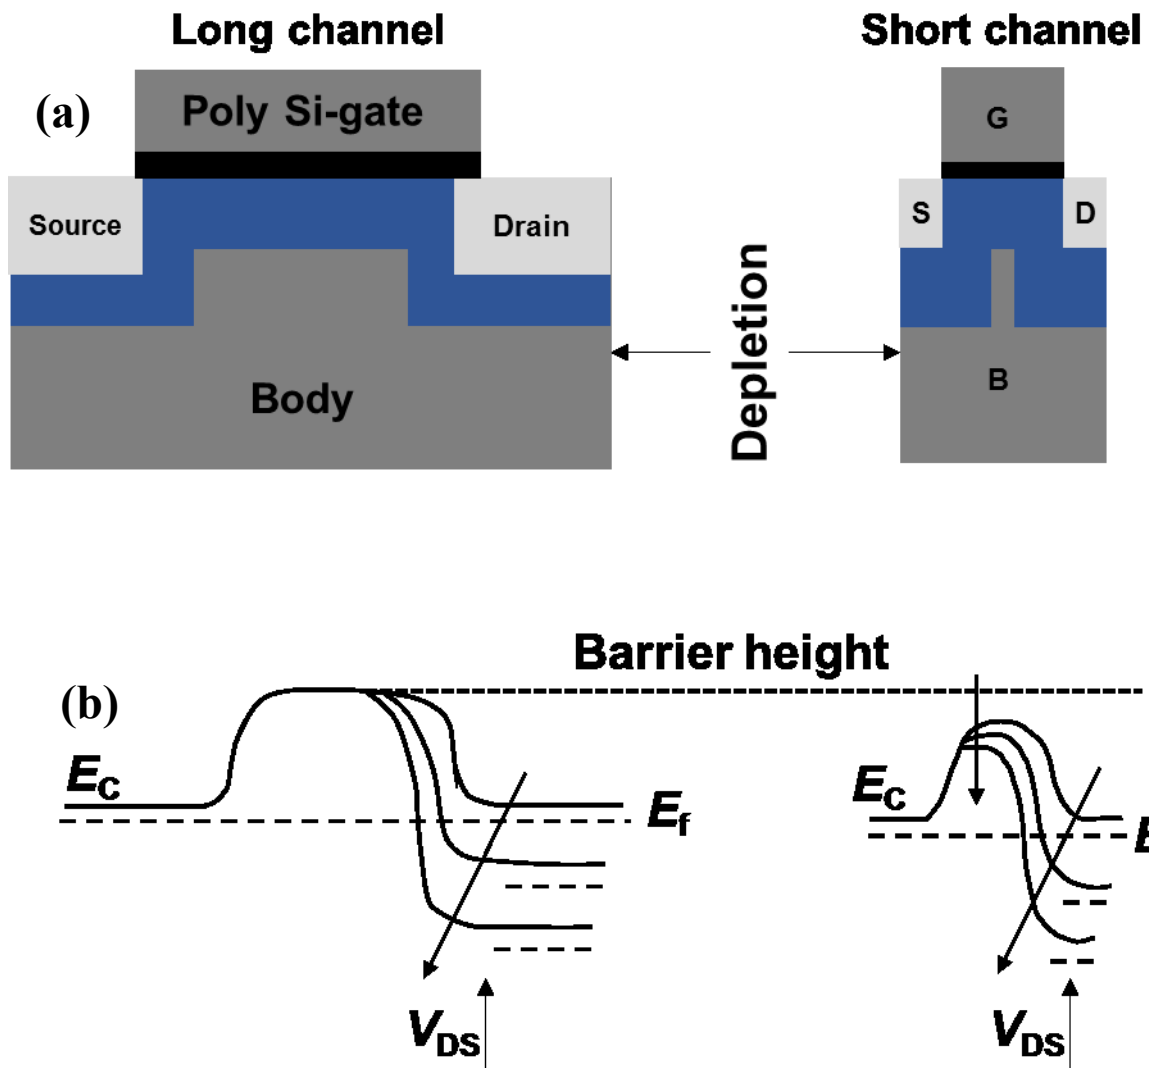 Long channel
Short channel
(a)
Poly Si-gate
G
Source
Drain
S
D
Depletion
Body
B
Barrier height
(b)
EC
Ef
EC
E
VDS
VDS